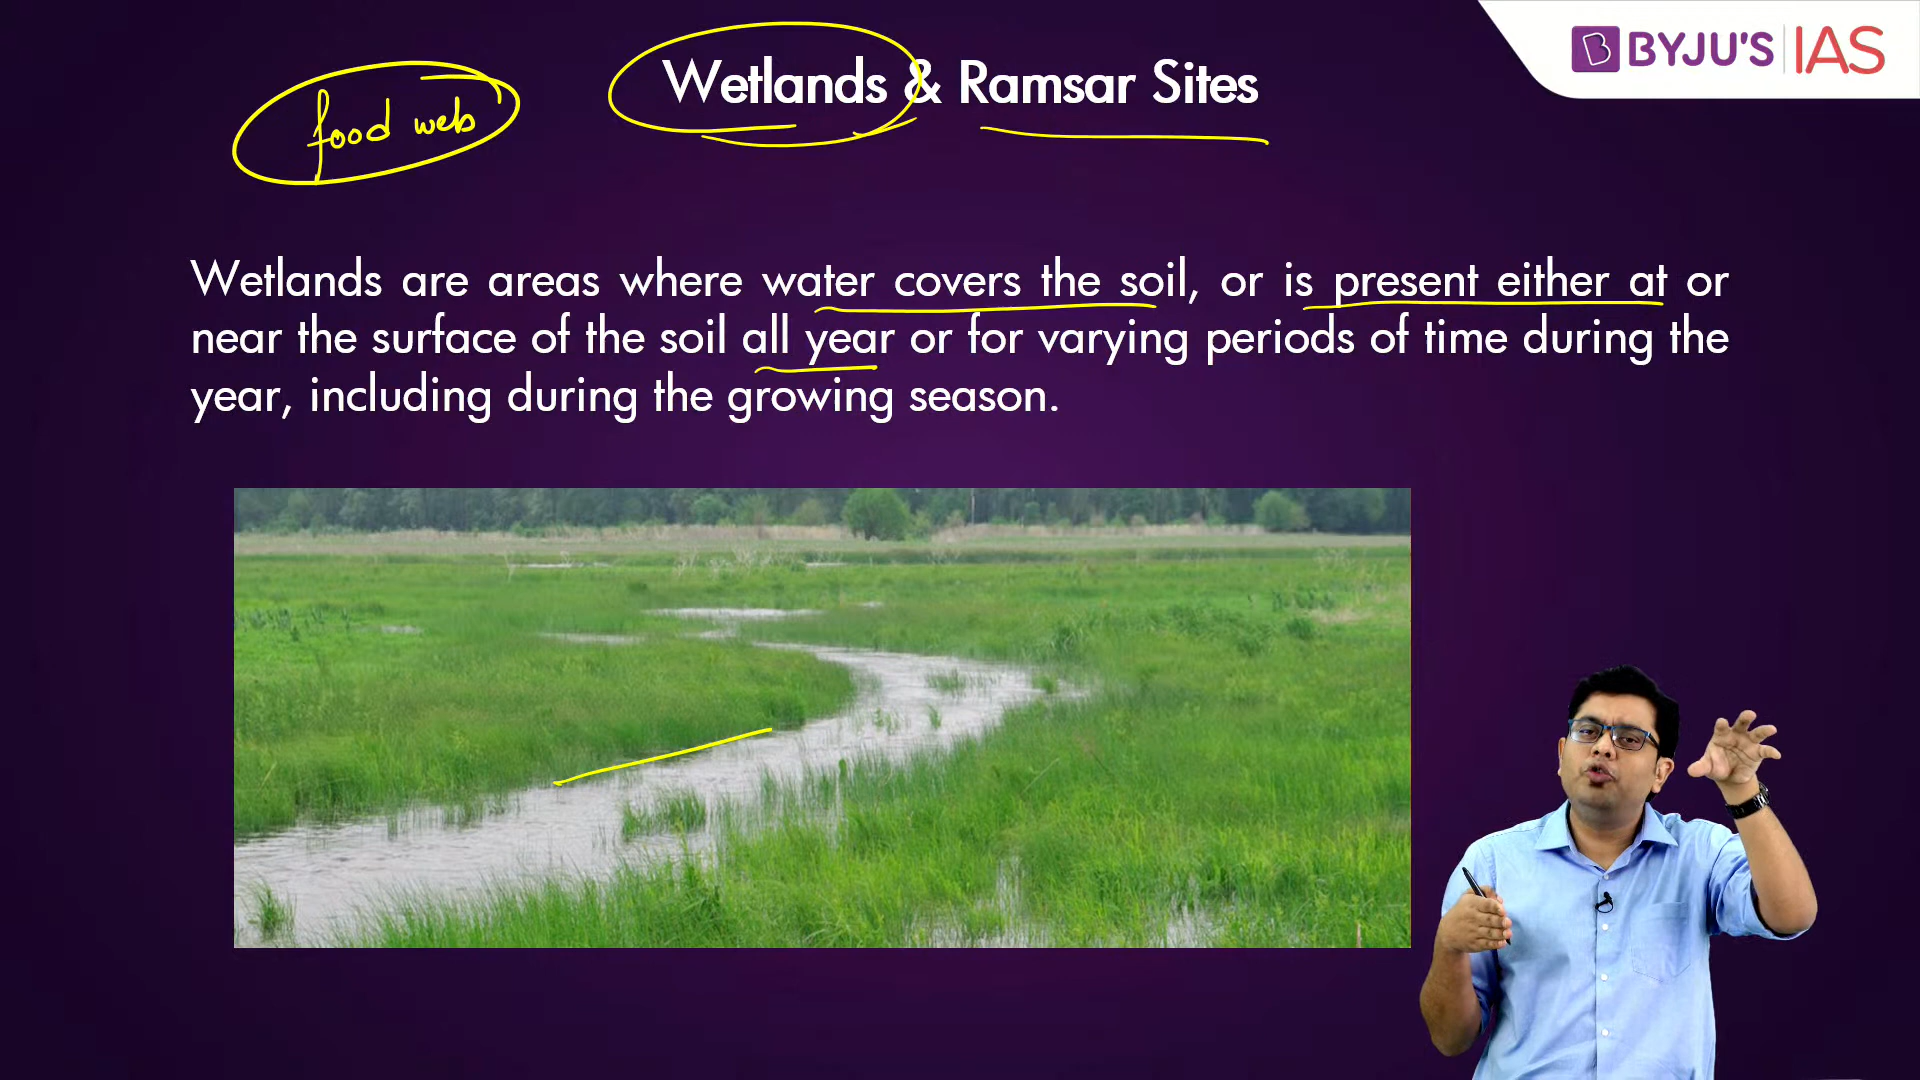 BYJU'S IAS
Wetlands & Ramsar Sites
food web
Wetlands are areas where water covers the soil, or is present either at or
near the surface of the soil all year or for varying periods of time during the
year, including during the growing season.